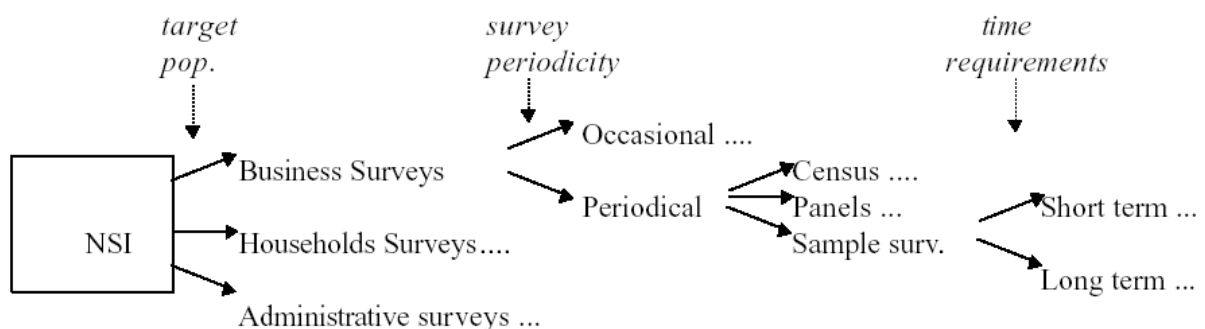 target
pop.
survey
periodicity
time
requirements
Occasional ....
Business Surveys
Census ....
Periodical
Panels ...
Short term ...
NSI
Households Surveys....
Sample surv.
Long term ...
Administrative surveys ...